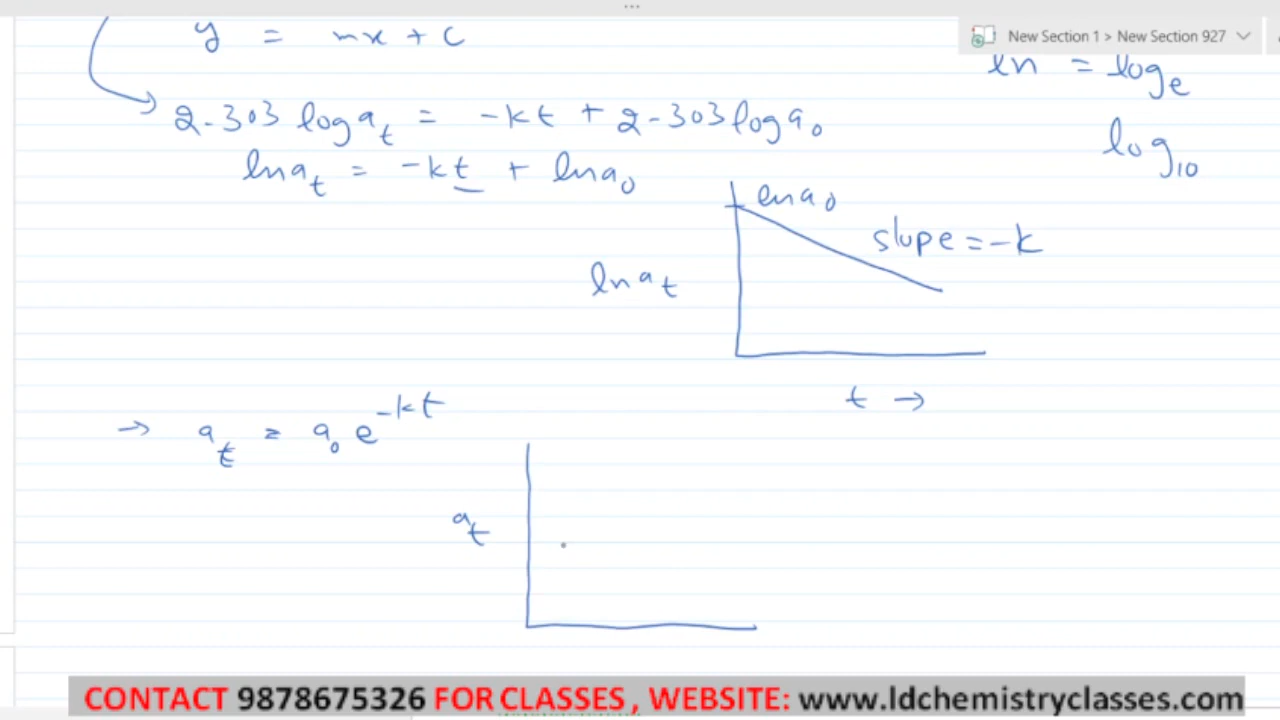 y = mx + c
New Section 1 > New Section 927
ln = logₑ
2.303 log aₜ = -kt + 2.303 log a₀
log₁₀
ln aₜ = -kt + ln a₀
ln a₀
slope = -k
ln aₜ
t →
→ aₜ = a₀ e^{-kt}
aₜ
CONTACT 9878675326 FOR CLASSES , WEBSITE: www.ldchemistryclasses.com